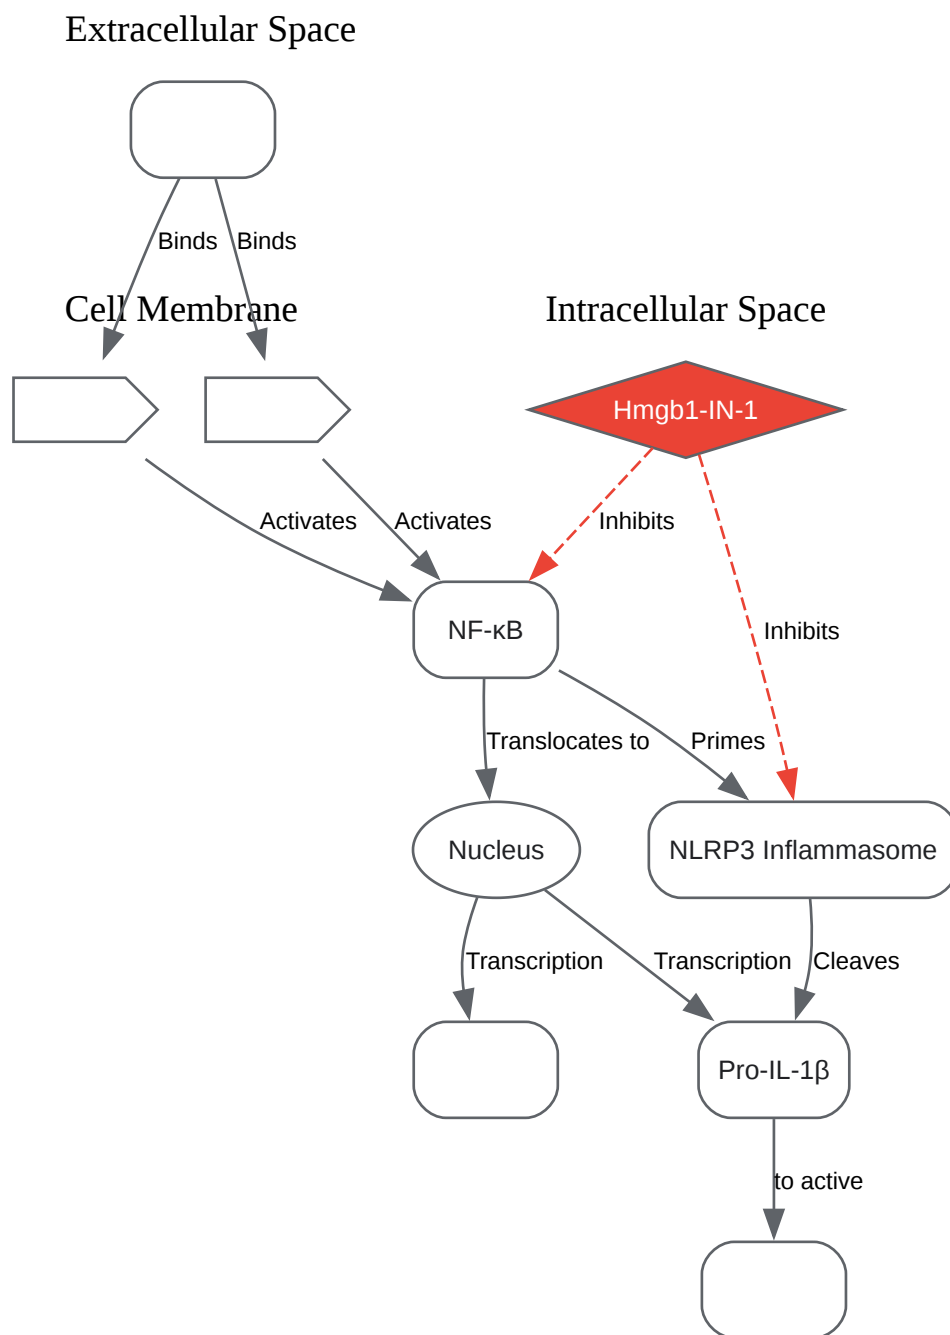 Extracellular Space
Binds
Binds
Cell Membrane
Intracellular Space
Hmgb1-IN-1
Activates
Activates
Inhibits
NF-κB
Inhibits
Translocates to
Primes
Nucleus
NLRP3 Inflammasome
Transcription
Transcription
Cleaves
Pro-IL-1β
to active